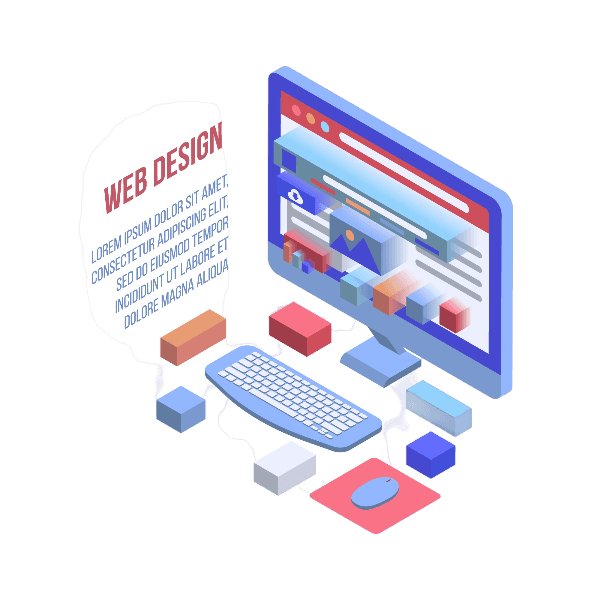 WEB DESIGN
LOREM IPSUM DOLOR SIT AMET,
CONSECTETUR ADIPISCING ELIT,
SED DO EIUSMOD TEMPOR
INCIDIDUNT UT LABORE ET
DOLORE MAGNA ALIQUA